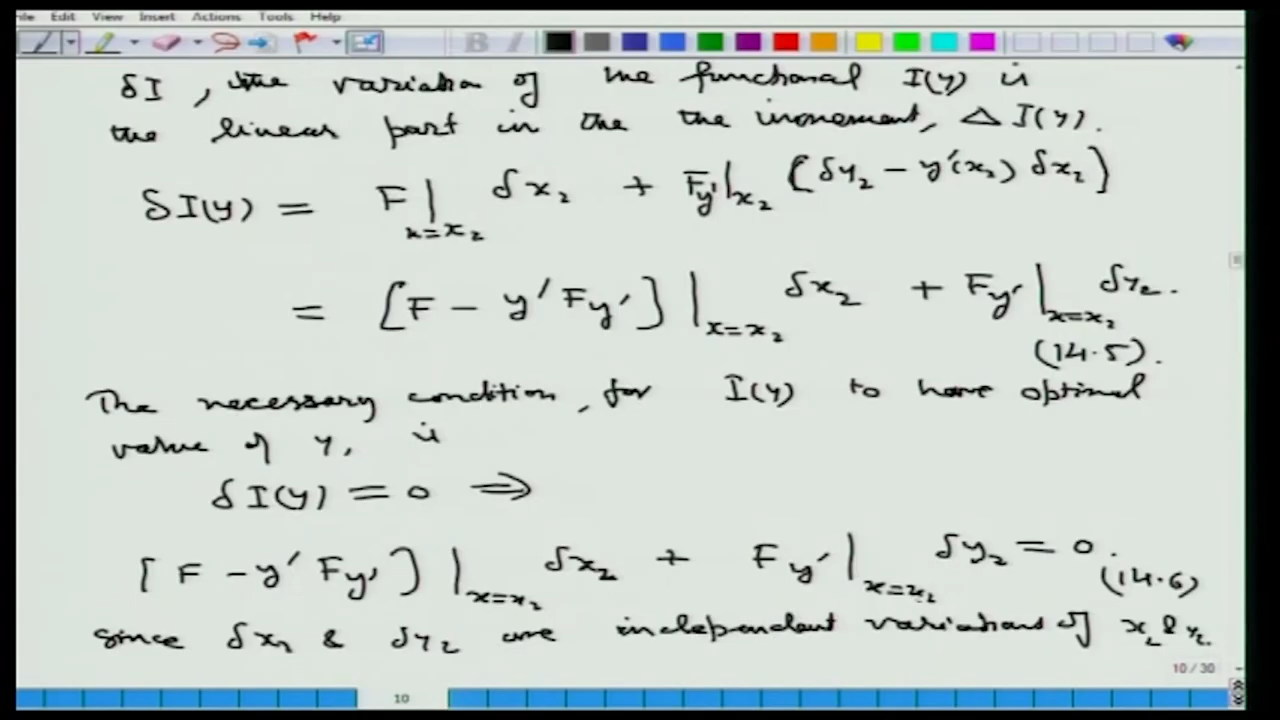 File Edit View Insert Actions Tools Help
δI, the variation of the functional I(y) is
the linear part in the the increment, Δ I(y).
δI(y) = F|ₓ₌ₓ₂ δx₂ + Fy'|ₓ₂ (δy₂ − y'(x₂) δx₂)
= [F − y' Fy']|ₓ₌ₓ₂ δx₂ + Fy'|ₓ₌ₓ₂ δy₂.
(14.5).
The necessary condition, for I(y) to have optimal
value of y, is
δI(y) = 0 ⇒
[F − y' Fy']|ₓ₌ₓ₂ δx₂ + Fy'|ₓ₌ₓ₂ δy₂ = 0.
(14.6)
since δx₂ & δy₂ are independent variations of x₂ & y₂.
10 / 30
10